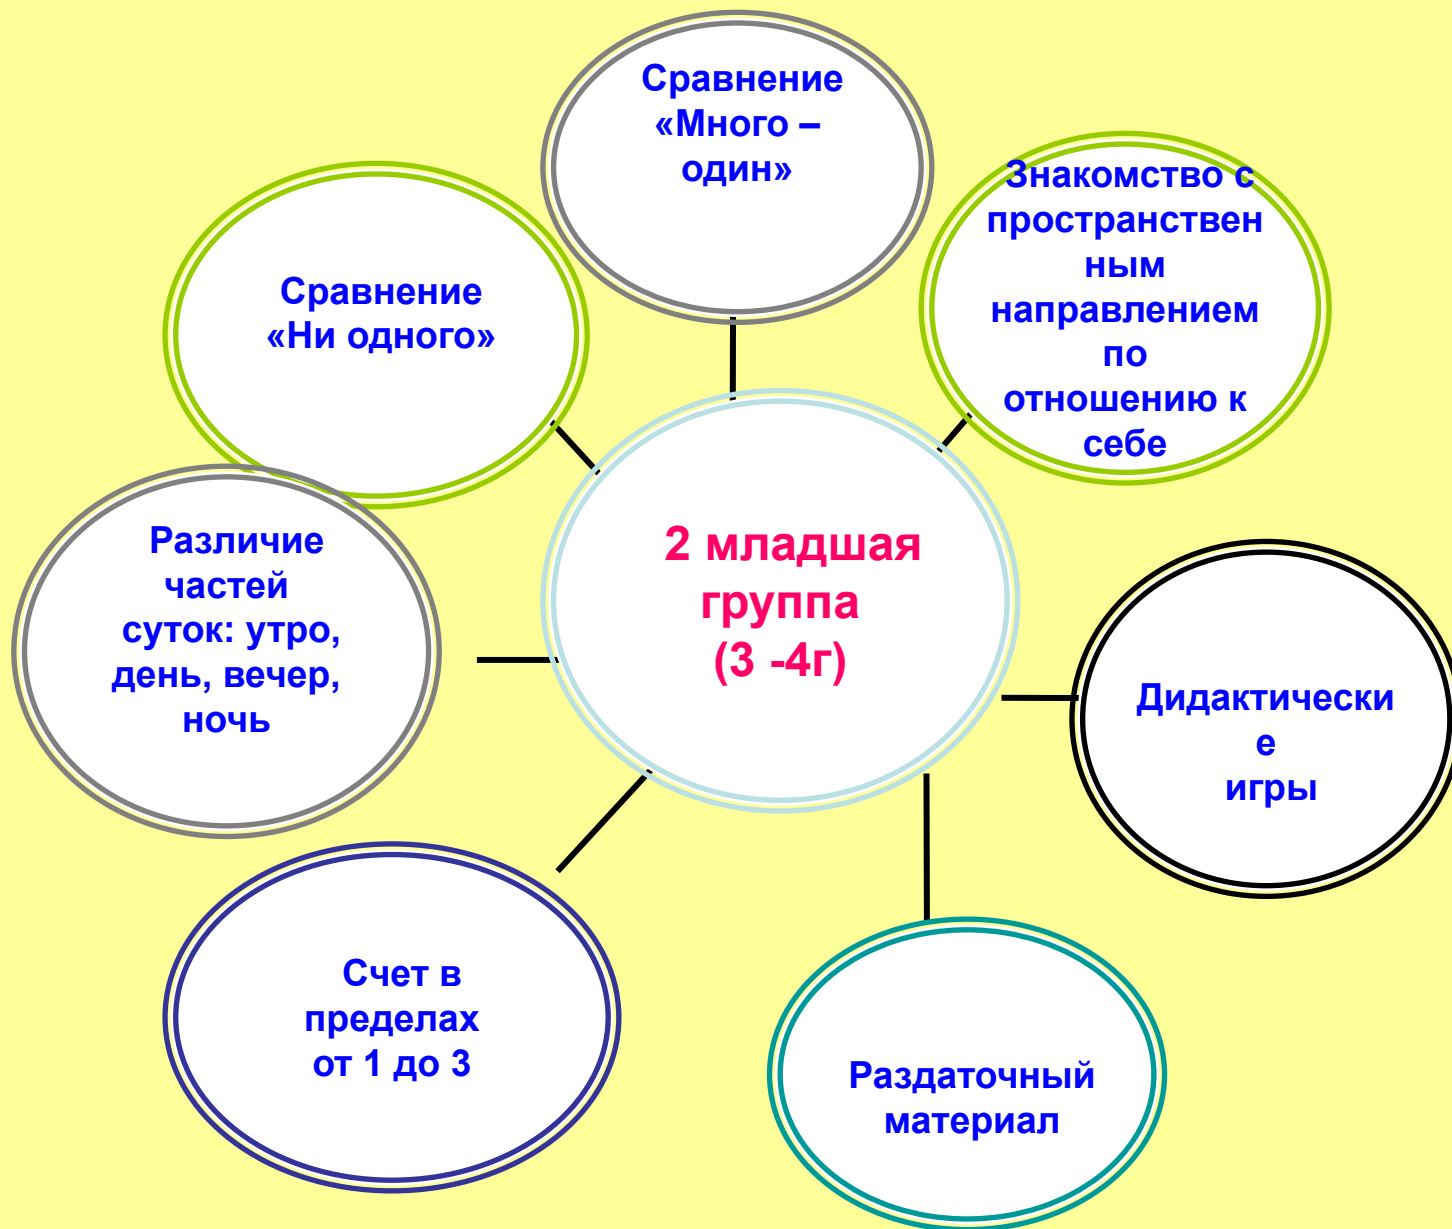 Сравнение
«Много –
один»
Знакомство с
пространствен
ным
направлением
по
отношению к
себе
Сравнение
«Ни одного»
2 младшая
группа
(3 -4г)
Различие
частей
суток: утро,
день, вечер,
ночь
Дидактически
е
игры
Счет в
пределах
от 1 до 3
Раздаточный
материал